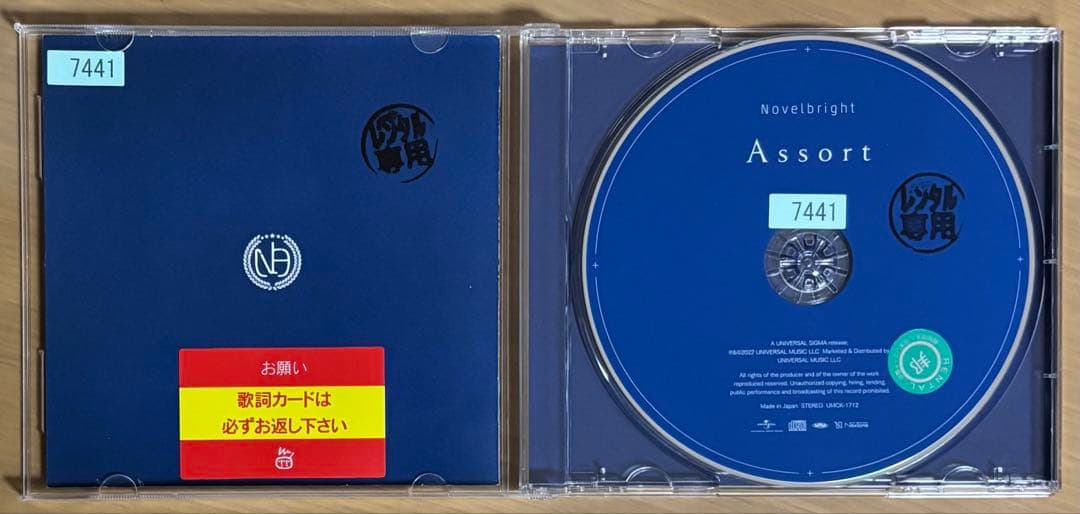 7441
レンタル
専用
NB
お願い
歌詞カードは
必ずお返し下さい
Novelbright
Assort
7441
レンタル
専用
A UNIVERSAL SIGMA release;
℗&©2022 UNIVERSAL MUSIC LLC Marketed & Distributed by
UNIVERSAL MUSIC LLC
All rights of the producer and of the owner of the work
reproduced reserved. Unauthorized copying, hiring, lending,
public performance and broadcasting of this record prohibited.
Made in Japan STEREO UMCK-1712
邦
RENTAL